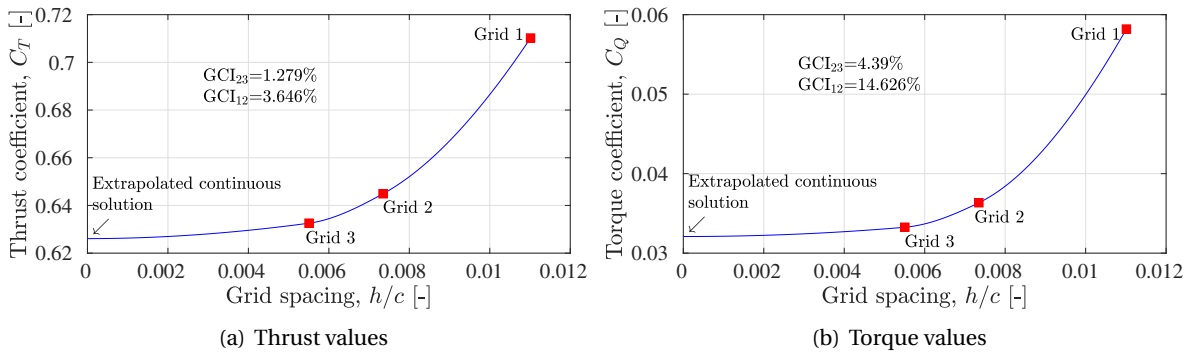 0.72
0.7
0.68
0.66
0.64
0.62
Thrust coefficient, C_T [-]
GCI₂₃=1.279%
GCI₁₂=3.646%
Grid 1
Grid 2
Grid 3
Extrapolated continuous
solution
0 0.002 0.004 0.006 0.008 0.01 0.012
Grid spacing, h/c [-]
(a) Thrust values
0.06
0.05
0.04
0.03
Torque coefficient, C_Q [-]
GCI₂₃=4.39%
GCI₁₂=14.626%
Grid 1
Grid 2
Grid 3
Extrapolated continuous
solution
0 0.002 0.004 0.006 0.008 0.01 0.012
Grid spacing, h/c [-]
(b) Torque values